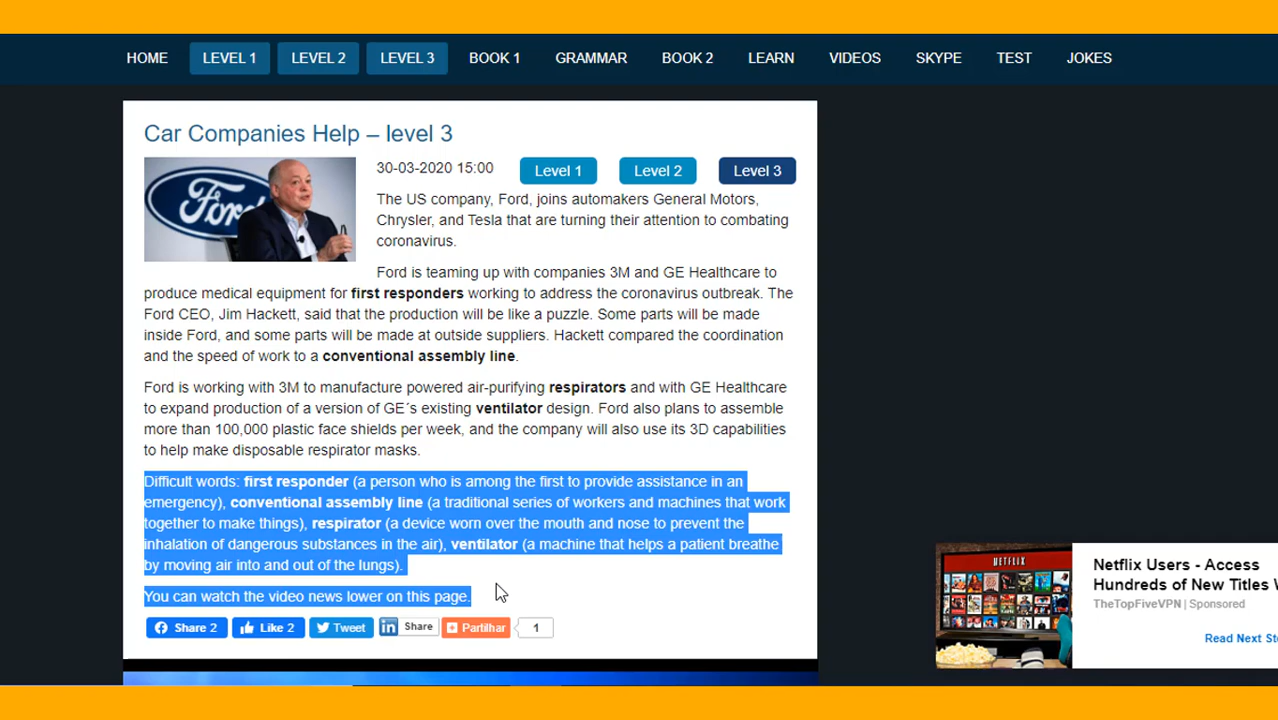 HOME LEVEL 1 LEVEL 2 LEVEL 3 BOOK 1 GRAMMAR BOOK 2 LEARN VIDEOS SKYPE TEST JOKES
Car Companies Help – level 3
Ford
30-03-2020 15:00 Level 1 Level 2 Level 3
The US company, Ford, joins automakers General Motors,
Chrysler, and Tesla that are turning their attention to combating
coronavirus.
Ford is teaming up with companies 3M and GE Healthcare to
produce medical equipment for first responders working to address the coronavirus outbreak. The
Ford CEO, Jim Hackett, said that the production will be like a puzzle. Some parts will be made
inside Ford, and some parts will be made at outside suppliers. Hackett compared the coordination
and the speed of work to a conventional assembly line.
Ford is working with 3M to manufacture powered air-purifying respirators and with GE Healthcare
to expand production of a version of GE´s existing ventilator design. Ford also plans to assemble
more than 100,000 plastic face shields per week, and the company will also use its 3D capabilities
to help make disposable respirator masks.
Difficult words: first responder (a person who is among the first to provide assistance in an
emergency), conventional assembly line (a traditional series of workers and machines that work
together to make things), respirator (a device worn over the mouth and nose to prevent the
inhalation of dangerous substances in the air), ventilator (a machine that helps a patient breathe
by moving air into and out of the lungs).
You can watch the video news lower on this page.
Share 2 Like 2 Tweet Share Partilhar 1
NETFLIX
Netflix Users - Access
Hundreds of New Titles W
TheTopFiveVPN | Sponsored
Read Next Sto